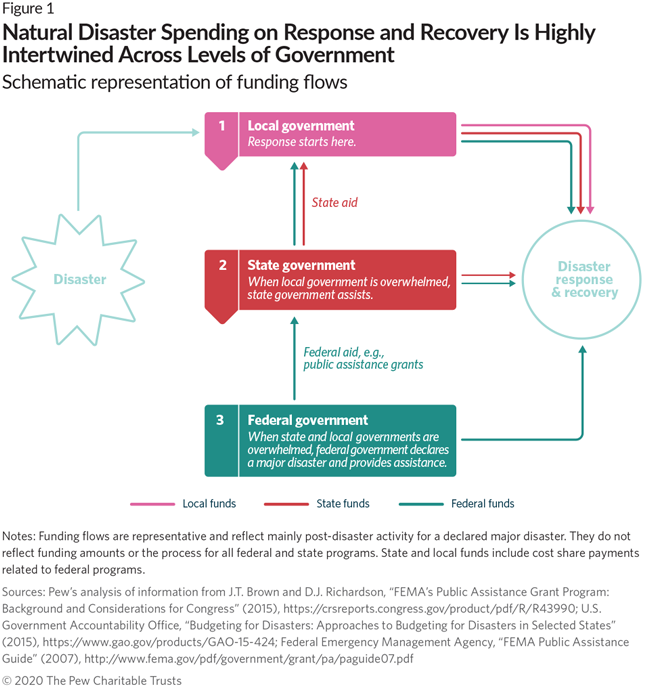 Figure 1
Natural Disaster Spending on Response and Recovery Is Highly
Intertwined Across Levels of Government
Schematic representation of funding flows
1
Local government
Response starts here.
State aid
Disaster
2
State government
When local government is overwhelmed,
state government assists.
Disaster
response
& recovery
Federal aid, e.g.,
public assistance grants
3
Federal government
When state and local governments are
overwhelmed, federal government declares
a major disaster and provides assistance.
Local funds
State funds
Federal funds
Notes: Funding flows are representative and reflect mainly post-disaster activity for a declared major disaster. They do not
reflect funding amounts or the process for all federal and state programs. State and local funds include cost share payments
related to federal programs.
Sources: Pew’s analysis of information from J.T. Brown and D.J. Richardson, “FEMA’s Public Assistance Grant Program:
Background and Considerations for Congress” (2015), https://crsreports.congress.gov/product/pdf/R/R43990; U.S.
Government Accountability Office, “Budgeting for Disasters: Approaches to Budgeting for Disasters in Selected States”
(2015), https://www.gao.gov/products/GAO-15-424; Federal Emergency Management Agency, “FEMA Public Assistance
Guide” (2007), http://www.fema.gov/pdf/government/grant/pa/paguide07.pdf
© 2020 The Pew Charitable Trusts